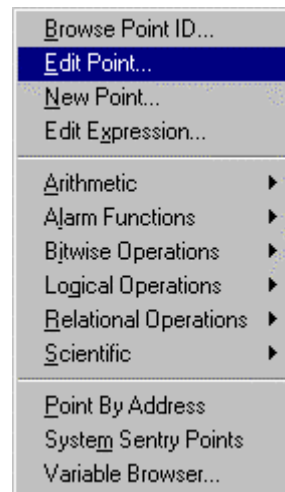 Browse Point ID...
Edit Point...
New Point...
Edit Expression...
Arithmetic
Alarm Functions
Bitwise Operations
Logical Operations
Relational Operations
Scientific
Point By Address
System Sentry Points
Variable Browser...